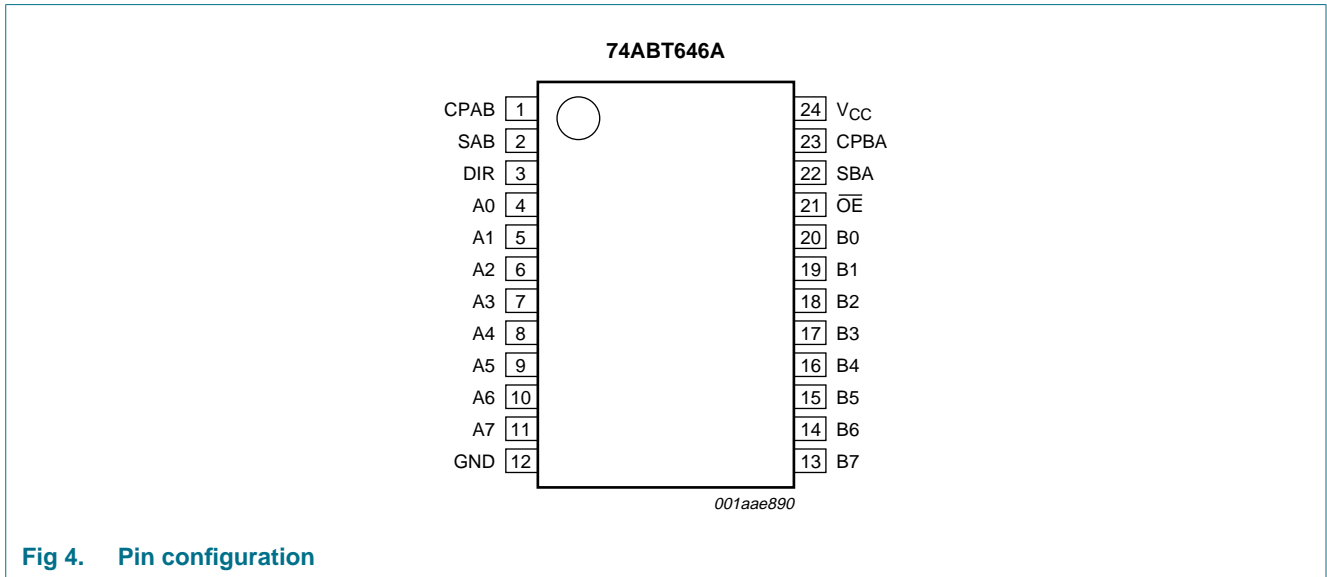 74ABT646A
CPAB 1 24 VCC
SAB 2 23 CPBA
DIR 3 22 SBA
A0 4 21 O̅E̅
A1 5 20 B0
A2 6 19 B1
A3 7 18 B2
A4 8 17 B3
A5 9 16 B4
A6 10 15 B5
A7 11 14 B6
GND 12 13 B7
001aae890
Fig 4. Pin configuration